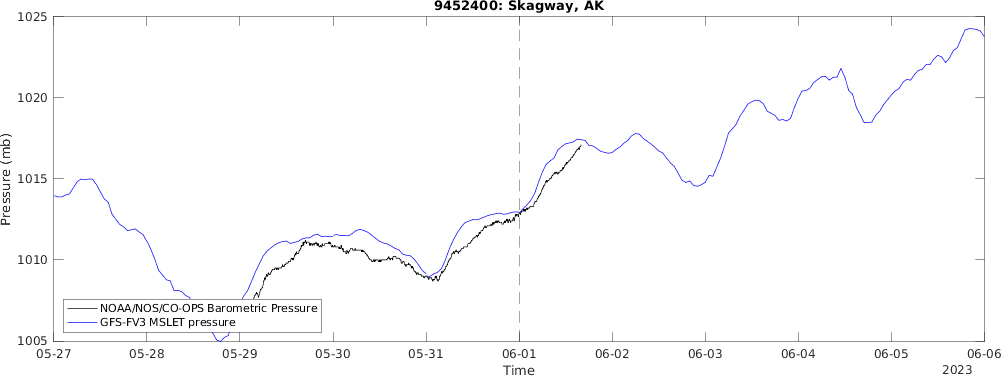 9452400: Skagway, AK
Pressure (mb)
1025
1020
1015
1010
1005
NOAA/NOS/CO-OPS Barometric Pressure
GFS-FV3 MSLET pressure
05-27 05-28 05-29 05-30 05-31 06-01 06-02 06-03 06-04 06-05 06-06
Time
2023